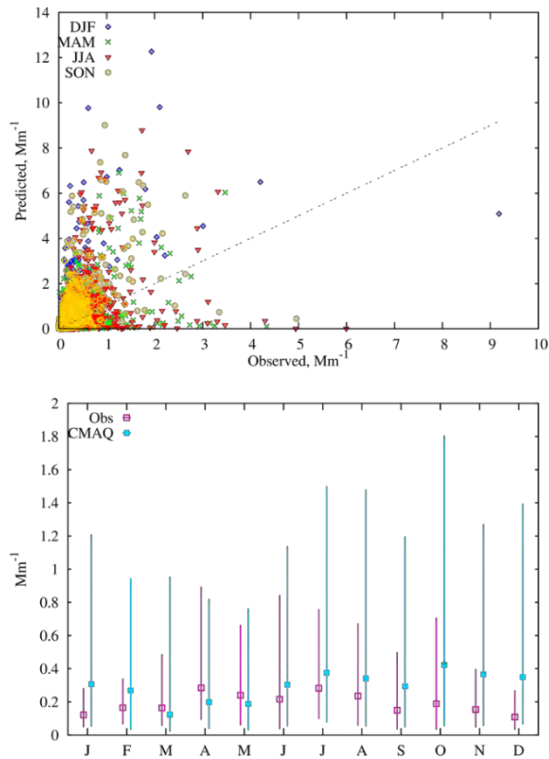 14
12
10
8
6
4
2
0
Predicted, Mm-1
DJF
MAM
JJA
SON
0 1 2 3 4 5 6 7 8 9 10
Observed, Mm-1
2
1.8
1.6
1.4
1.2
1
0.8
0.6
0.4
0.2
0
Mm-1
Obs
CMAQ
J F M A M J J A S O N D